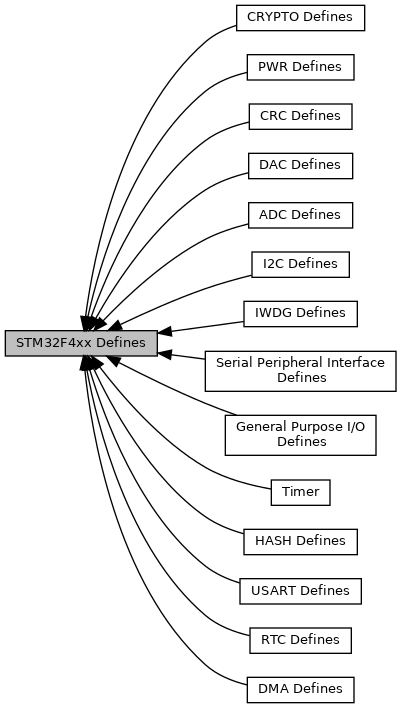 CRYPTO Defines
PWR Defines
CRC Defines
DAC Defines
ADC Defines
I2C Defines
IWDG Defines
STM32F4xx Defines
Serial Peripheral Interface
Defines
General Purpose I/O
Defines
Timer
HASH Defines
USART Defines
RTC Defines
DMA Defines